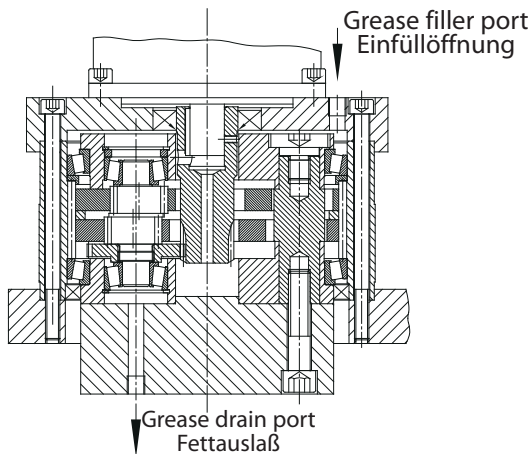 Grease filler port
Einfüllöffnung
Grease drain port
Fettauslaß